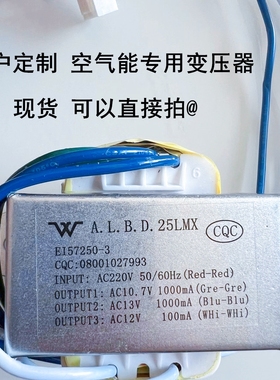 户定制 空气能专用变压器
现货 可以直接拍@
A.L.B.D.25LMX
CQC
EI57250-3
CQC:08001027993
INPUT: AC220V 50/60Hz(Red-Red)
OUTPUT1: AC10.7V 1000mA(Gre-Gre)
OUTPUT2: AC13V 1000mA(Blu-Blu)
OUTPUT3: AC12V 100mA(WHi-WHi)